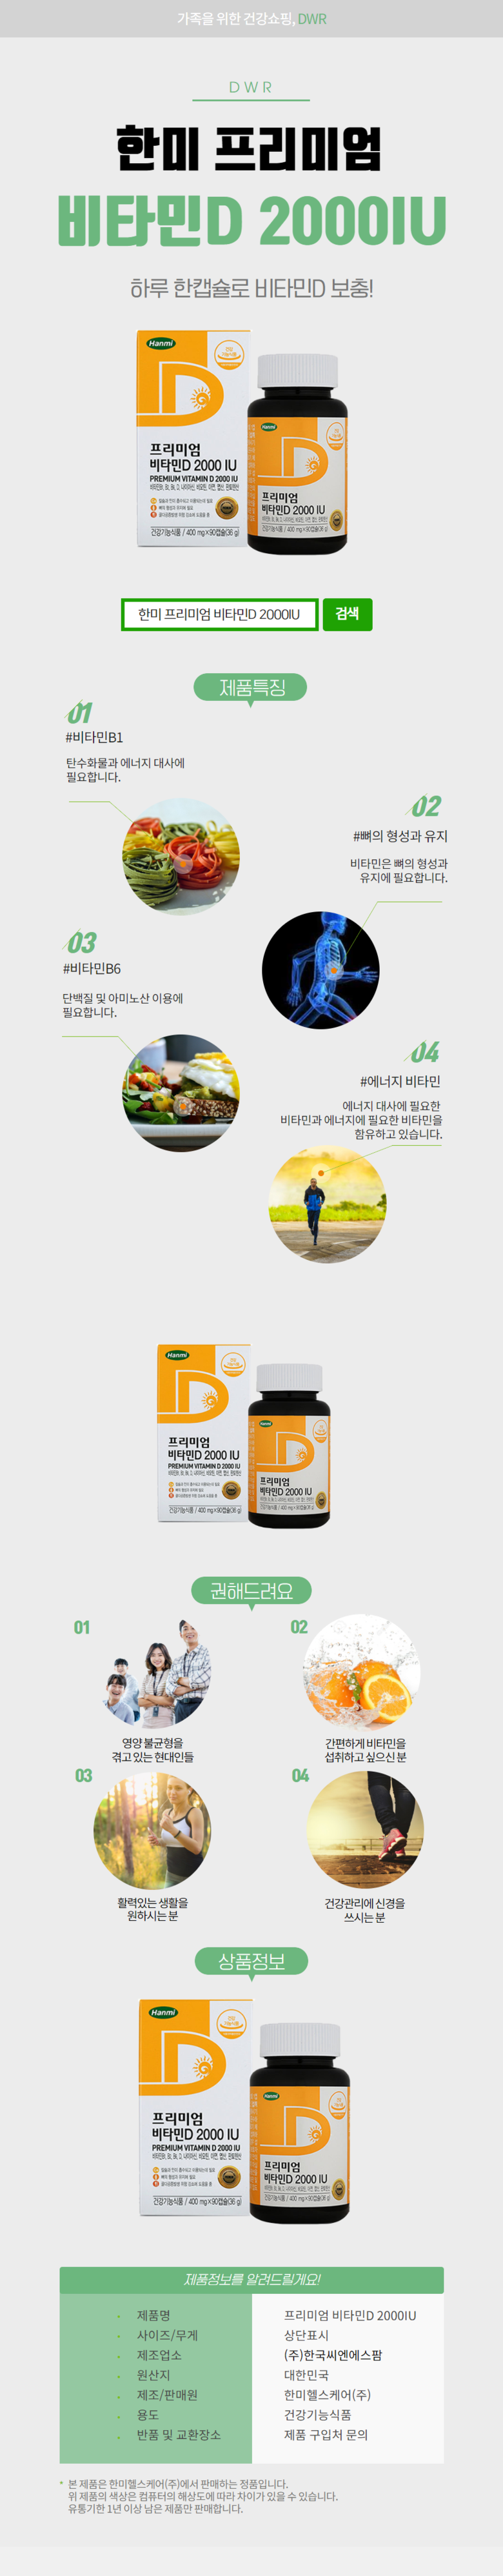 가족을 위한 건강쇼핑, DWR
DWR
한미 프리미엄
비타민D 2000IU
하루 한캡슐로 비타민D 보충!
Hanmi
프리미엄
비타민D 2000 IU
PREMIUM VITAMIN D 2000 IU
건강기능식품 / 400 mg×90캡슐(36 g)
Hanmi
프리미엄
비타민D 2000 IU
건강기능식품 / 400 mg×90캡슐(36 g)
한미 프리미엄 비타민D 2000IU
검색
제품특징
01
#비타민B1
탄수화물과 에너지 대사에
필요합니다.
02
#뼈의 형성과 유지
비타민은 뼈의 형성과
유지에 필요합니다.
03
#비타민B6
단백질 및 아미노산 이용에
필요합니다.
04
#에너지 비타민
에너지 대사에 필요한
비타민과 에너지에 필요한 비타민을
함유하고 있습니다.
Hanmi
프리미엄
비타민D 2000 IU
PREMIUM VITAMIN D 2000 IU
건강기능식품 / 400 mg×90캡슐(36 g)
Hanmi
프리미엄
비타민D 2000 IU
건강기능식품 / 400 mg×90캡슐(36 g)
권해드려요
01
영양 불균형을
겪고 있는 현대인들
02
간편하게 비타민을
섭취하고 싶으신 분
03
활력있는 생활을
원하시는 분
04
건강관리에 신경을
쓰시는 분
상품정보
Hanmi
프리미엄
비타민D 2000 IU
PREMIUM VITAMIN D 2000 IU
건강기능식품 / 400 mg×90캡슐(36 g)
Hanmi
프리미엄
비타민D 2000 IU
건강기능식품 / 400 mg×90캡슐(36 g)
제품정보를 알려드릴게요!
제품명 프리미엄 비타민D 2000IU
사이즈/무게 상단표시
제조업소 (주)한국씨엔에스팜
원산지 대한민국
제조/판매원 한미헬스케어(주)
용도 건강기능식품
반품 및 교환장소 제품 구입처 문의
* 본 제품은 한미헬스케어(주)에서 판매하는 정품입니다.
위 제품의 색상은 컴퓨터의 해상도에 따라 차이가 있을 수 있습니다.
유통기한 1년 이상 남은 제품만 판매합니다.